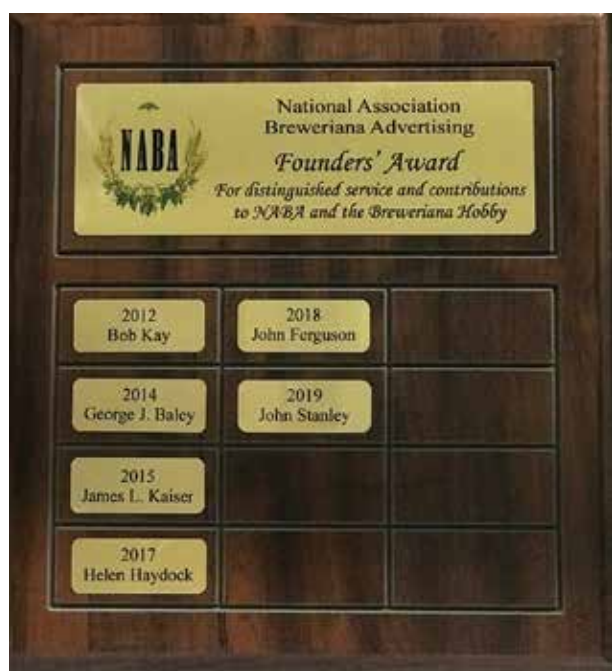 NABA
National Association
Breweriana Advertising
Founders' Award
For distinguished service and contributions
to NABA and the Breweriana Hobby
2012
Bob Kay
2014
George J. Baley
2015
James L. Kaiser
2017
Helen Haydock
2018
John Ferguson
2019
John Stanley